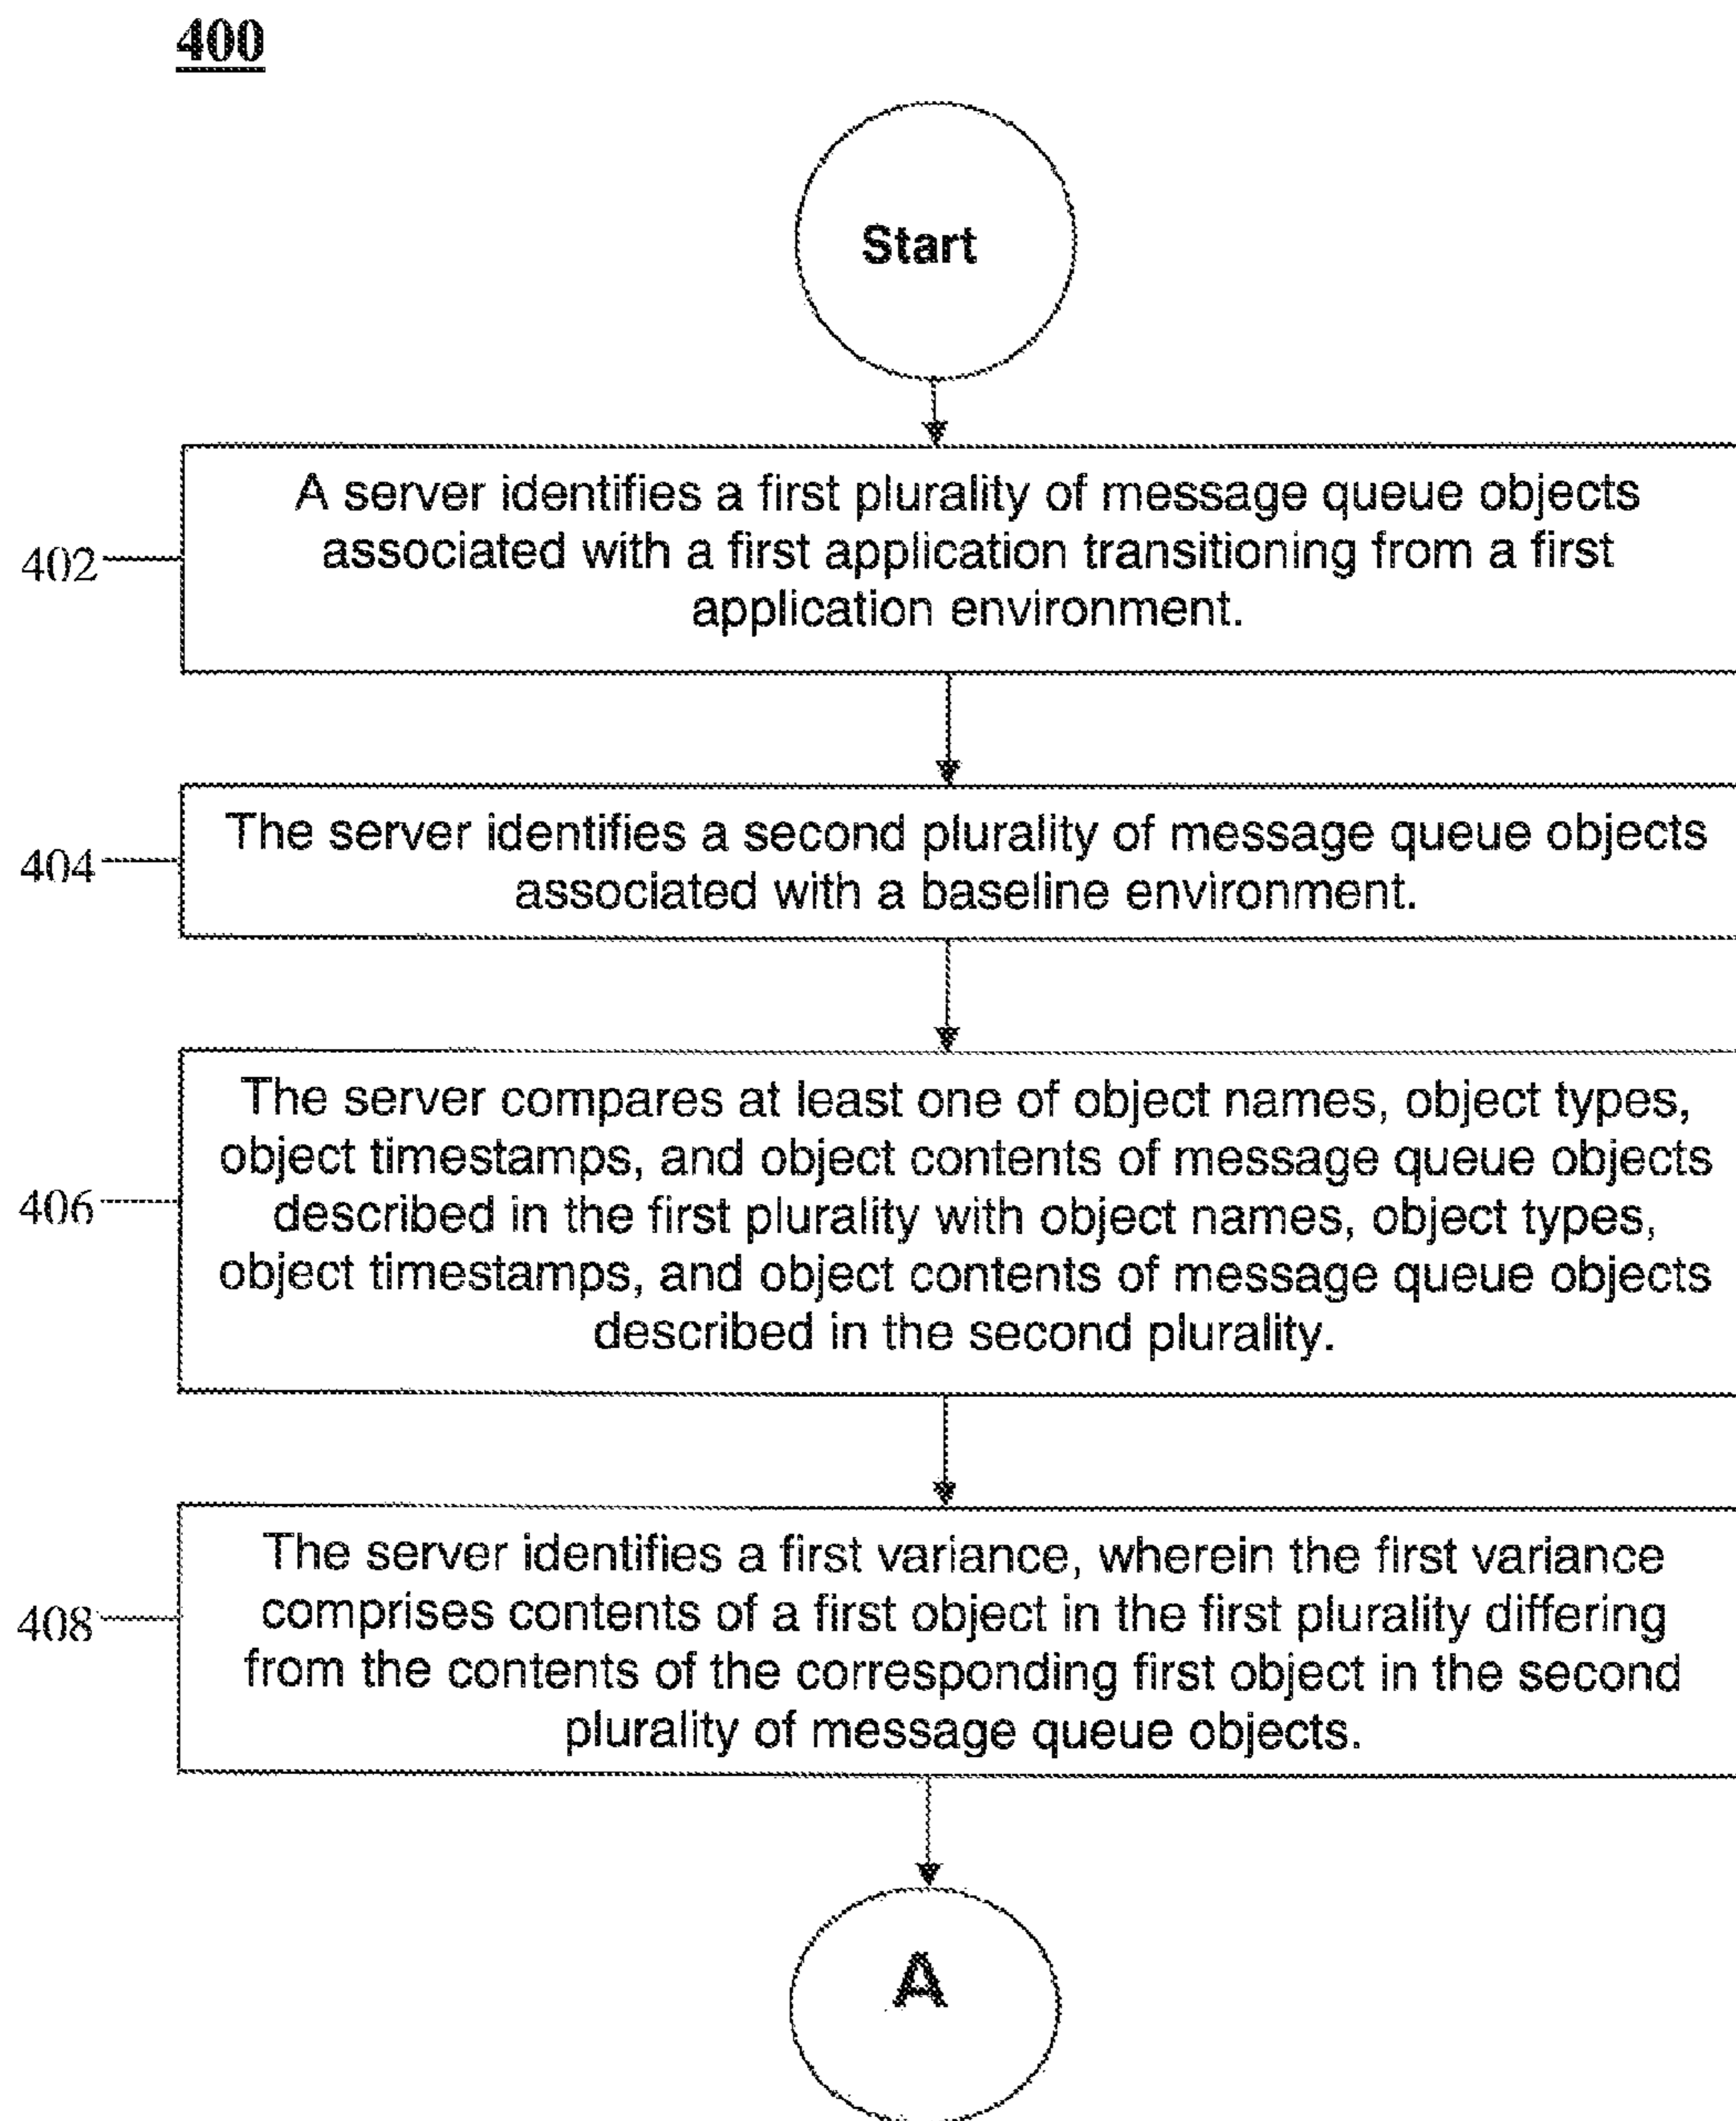 400
Start
402
A server identifies a first plurality of message queue objects
associated with a first application transitioning from a first
application environment.
404
The server identifies a second plurality of message queue objects
associated with a baseline environment.
406
The server compares at least one of object names, object types,
object timestamps, and object contents of message queue objects
described in the first plurality with object names, object types,
object timestamps, and object contents of message queue objects
described in the second plurality.
408
The server identifies a first variance, wherein the first variance
comprises contents of a first object in the first plurality differing
from the contents of the corresponding first object in the second
plurality of message queue objects.
A